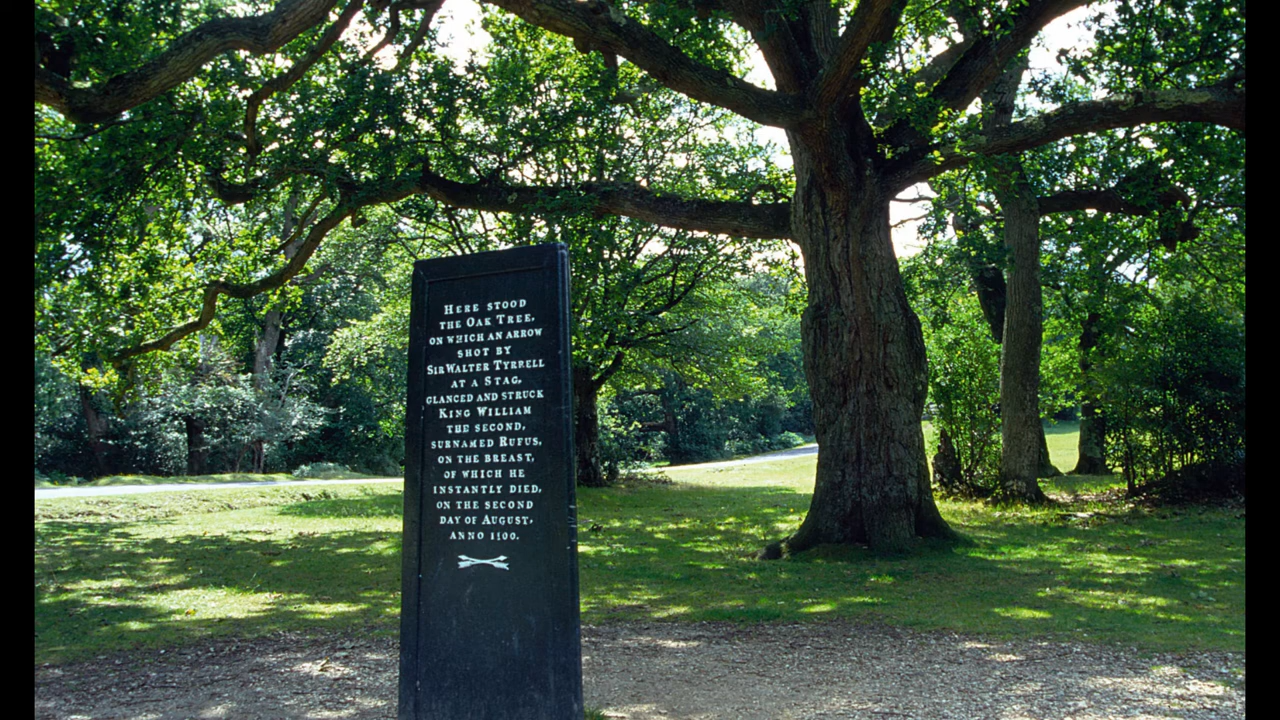 HERE STOOD
THE OAK TREE,
ON WHICH AN ARROW
SHOT BY
SIR WALTER TYRRELL
AT A STAG,
GLANCED AND STRUCK
KING WILLIAM
THE SECOND,
SURNAMED RUFUS,
ON THE BREAST,
OF WHICH HE
INSTANTLY DIED,
ON THE SECOND
DAY OF AUGUST,
ANNO 1100.